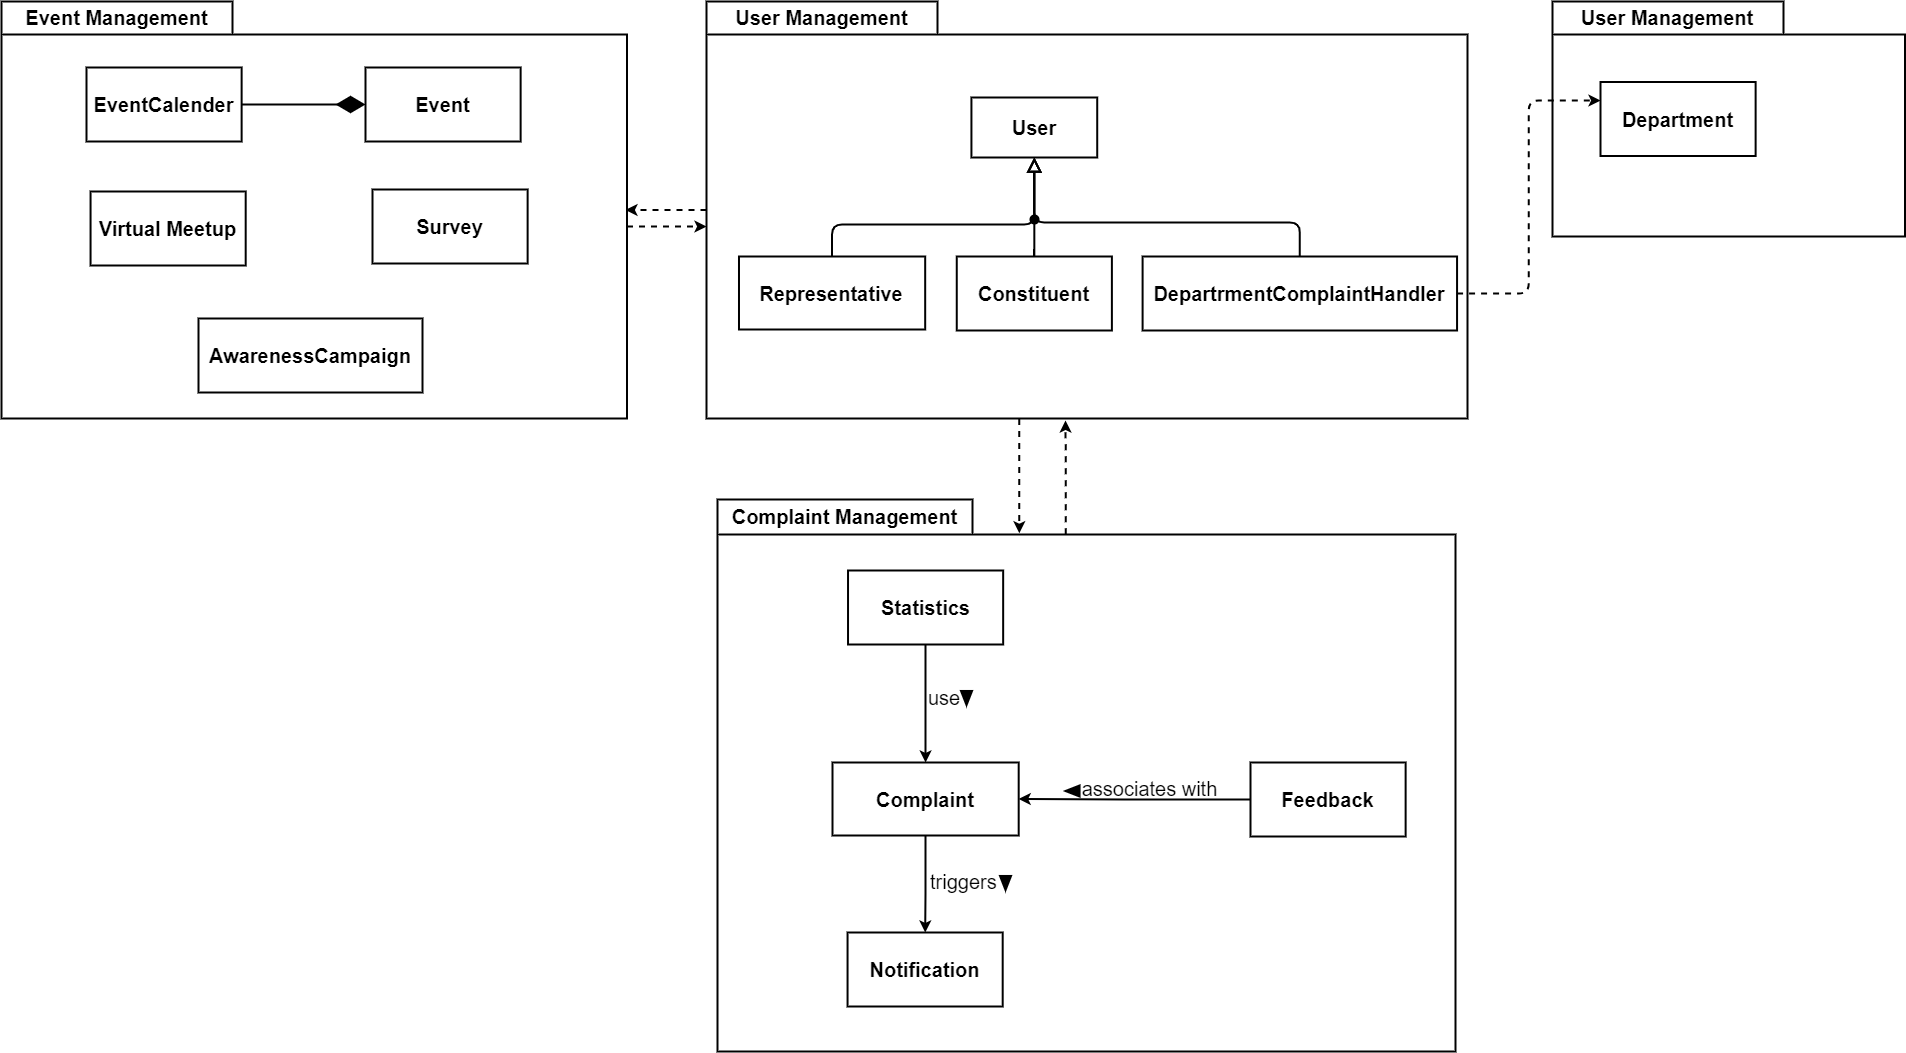 Event Management
EventCalender
Event
Virtual Meetup
Survey
AwarenessCampaign
User Management
User
Representative
Constituent
DepartrmentComplaintHandler
User Management
Department
Complaint Management
Statistics
use
Complaint
associates with
Feedback
triggers
Notification